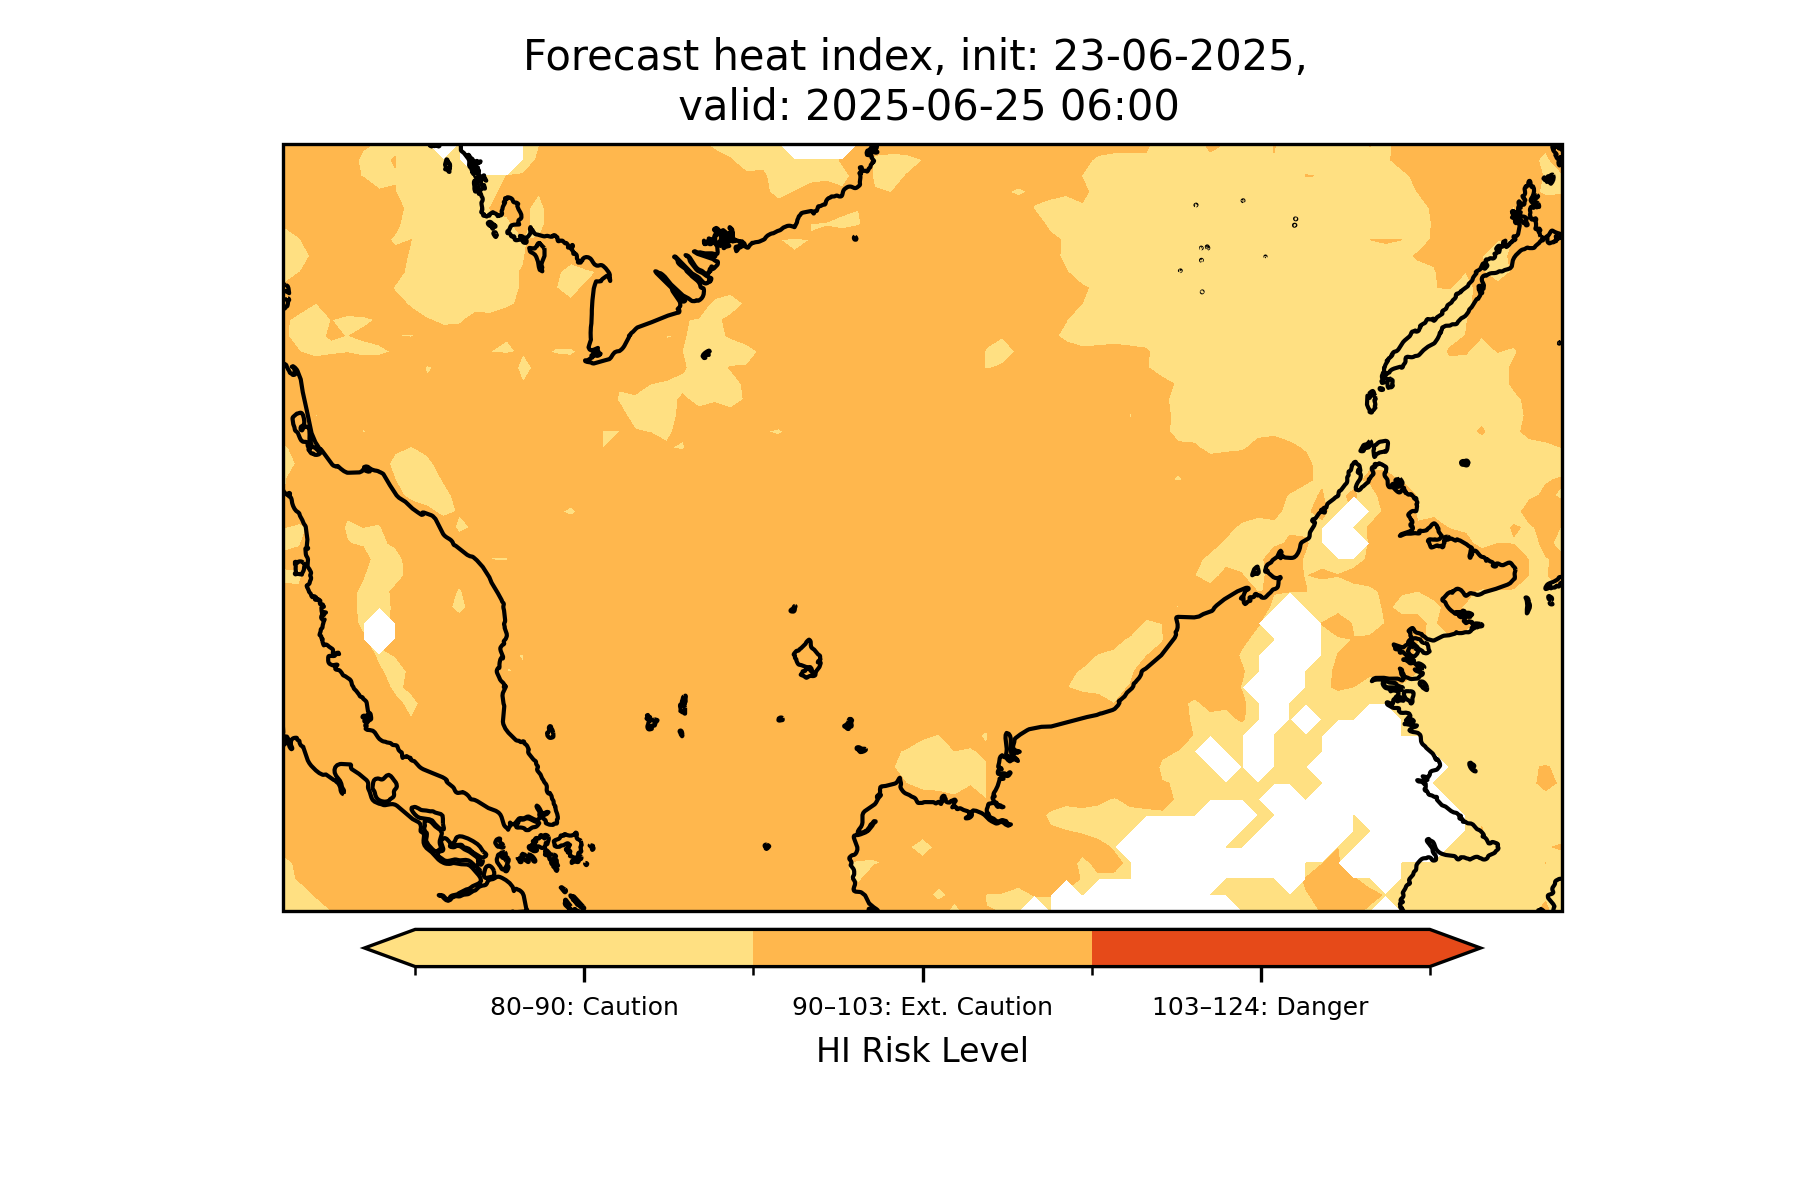 Forecast heat index, init: 23-06-2025,
valid: 2025-06-25 06:00
80–90: Caution
90–103: Ext. Caution
103–124: Danger
HI Risk Level